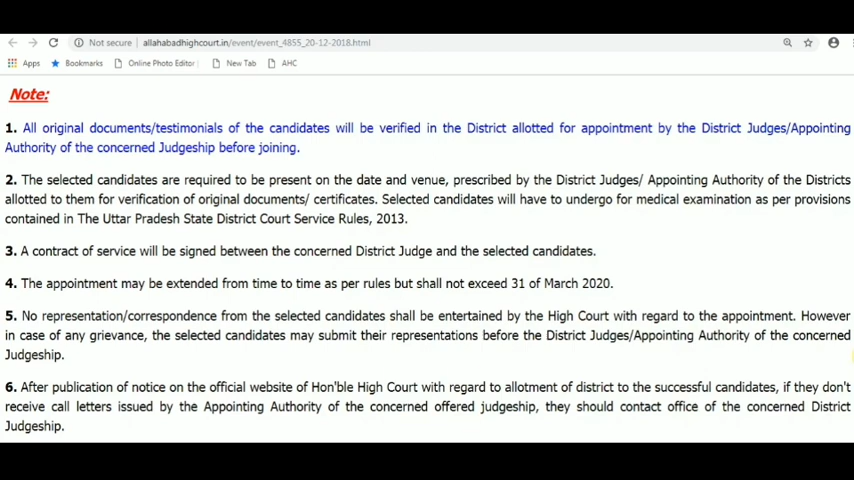 Not secure | allahabadhighcourt.in/event/event_4855_20-12-2018.html
Apps Bookmarks Online Photo Editor | New Tab AHC
Note:
1. All original documents/testimonials of the candidates will be verified in the District allotted for appointment by the District Judges/Appointing
Authority of the concerned Judgeship before joining.
2. The selected candidates are required to be present on the date and venue, prescribed by the District Judges/ Appointing Authority of the Districts
allotted to them for verification of original documents/ certificates. Selected candidates will have to undergo for medical examination as per provisions
contained in The Uttar Pradesh State District Court Service Rules, 2013.
3. A contract of service will be signed between the concerned District Judge and the selected candidates.
4. The appointment may be extended from time to time as per rules but shall not exceed 31 of March 2020.
5. No representation/correspondence from the selected candidates shall be entertained by the High Court with regard to the appointment. However
in case of any grievance, the selected candidates may submit their representations before the District Judges/Appointing Authority of the concerned
Judgeship.
6. After publication of notice on the official website of Hon'ble High Court with regard to allotment of district to the successful candidates, if they don't
receive call letters issued by the Appointing Authority of the concerned offered judgeship, they should contact office of the concerned District
Judgeship.